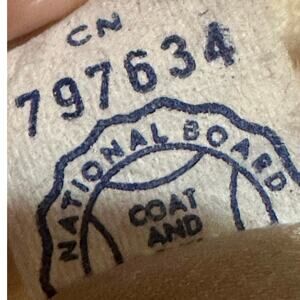 CN
797634
NATIONAL BOARD
COAT
AND